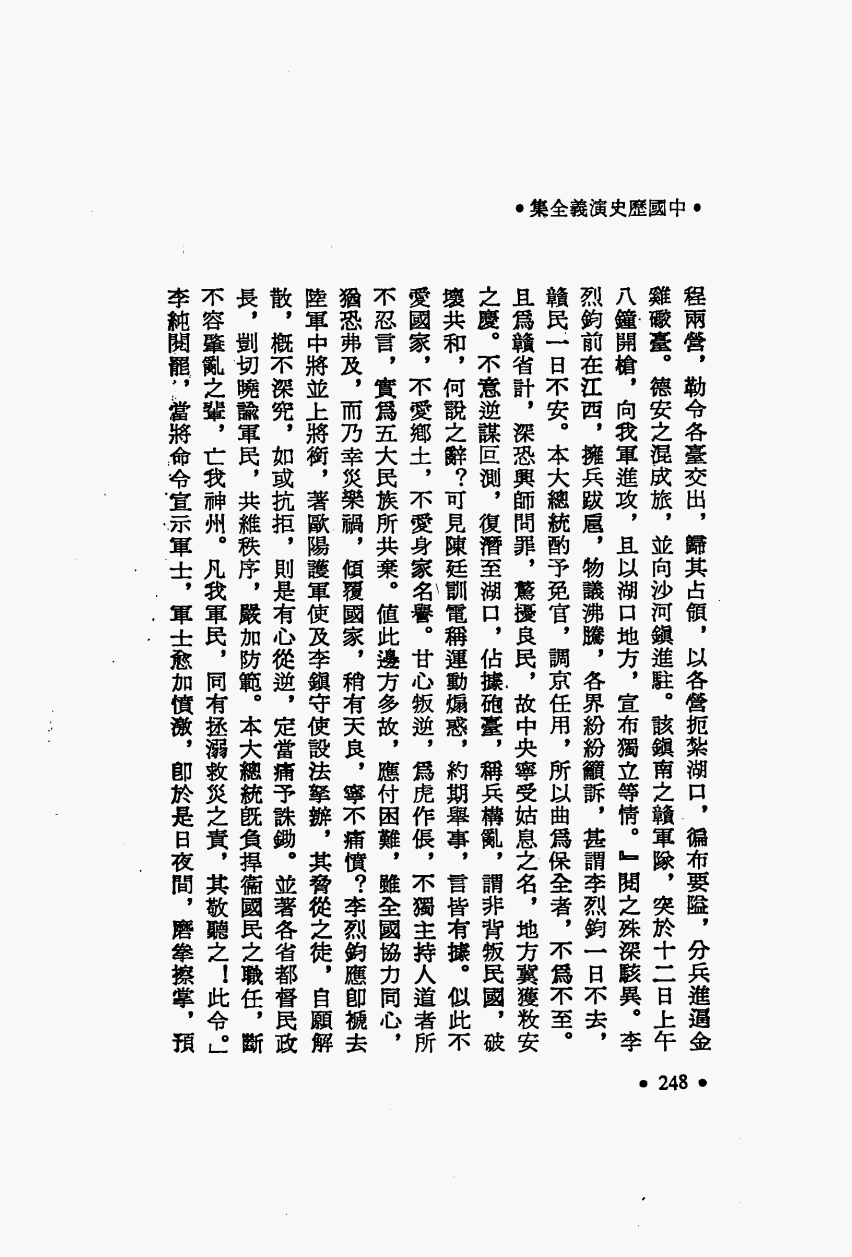 •中國歷史演義全集•
程兩營，勒令各臺交出，歸其占領，以各營扼紮湖口，徧布要隘，分兵進逼金
雞礮臺。德安之混成旅，並向沙河鎮進駐。該鎮南之贛軍隊，突於十二日上午
八鐘開槍，向我軍進攻，且以湖口地方，宣布獨立等情。』閱之殊深駭異。李
烈鈞前在江西，擁兵跋扈，物議沸騰，各界紛紛籲訴，甚謂李烈鈞一日不去，
贛民一日不安。本大總統酌予免官，調京任用，所以曲爲保全者，不爲不至。
且爲贛省計，深恐興師問罪，驚擾良民，故中央寧受姑息之名，地方冀獲敉安
之慶。不意逆謀叵測，復潛至湖口，佔據砲臺，稱兵構亂，謂非背叛民國，破
壞共和，何說之辭？可見陳廷訓電稱運動煽惑，約期舉事，言皆有據。似此不
愛國家，不愛鄉土，不愛身家名譽。甘心叛逆，爲虎作倀，不獨主持人道者所
不忍言，實爲五大民族所共棄。值此邊方多故，應付困難，雖全國協力同心，
猶恐弗及，而乃幸災樂禍，傾覆國家，稍有天良，寧不痛憤？李烈鈞應即褫去
陸軍中將並上將銜，著歐陽護軍使及李鎮守使設法拏辦，其脅從之徒，自願解
散，概不深究，如或抗拒，則是有心從逆，定當痛予誅鋤。並著各省都督民政
長，剴切曉諭軍民，共維秩序，嚴加防範。本大總統既負捍衞國民之職任，斷
不容肇亂之輩，亡我神州。凡我軍民，同有拯溺救災之責，其敬聽之！此令。」
李純閱罷，當將命令宣示軍士，軍士愈加憤激，即於是日夜間，磨拳擦掌，預
•248•